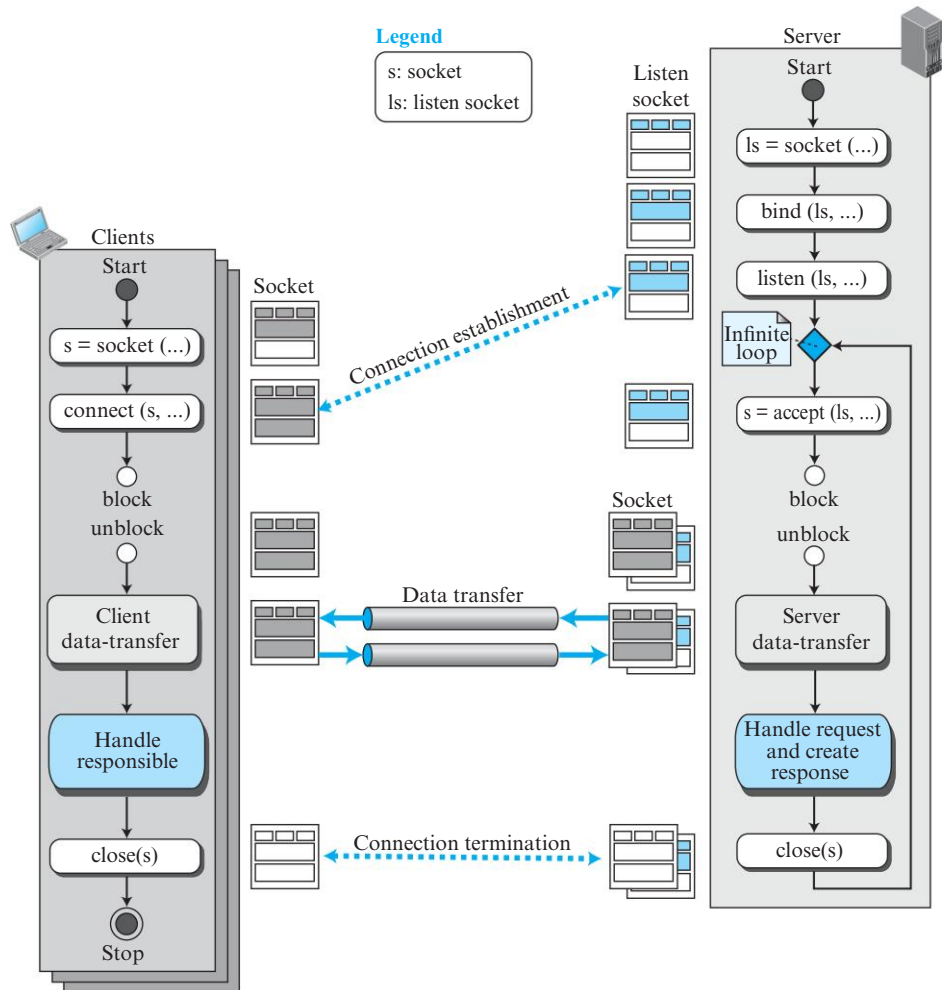 Legend
s: socket
ls: listen socket
Clients
Start
s = socket (...)
connect (s, ...)
block
unblock
Client
data-transfer
Handle
responsible
close(s)
Stop
Socket
Connection establishment
Data transfer
Connection termination
Listen
socket
Socket
Server
Start
ls = socket (...)
bind (ls, ...)
listen (ls, ...)
Infinite
loop
s = accept (ls, ...)
block
unblock
Server
data-transfer
Handle request
and create
response
close(s)